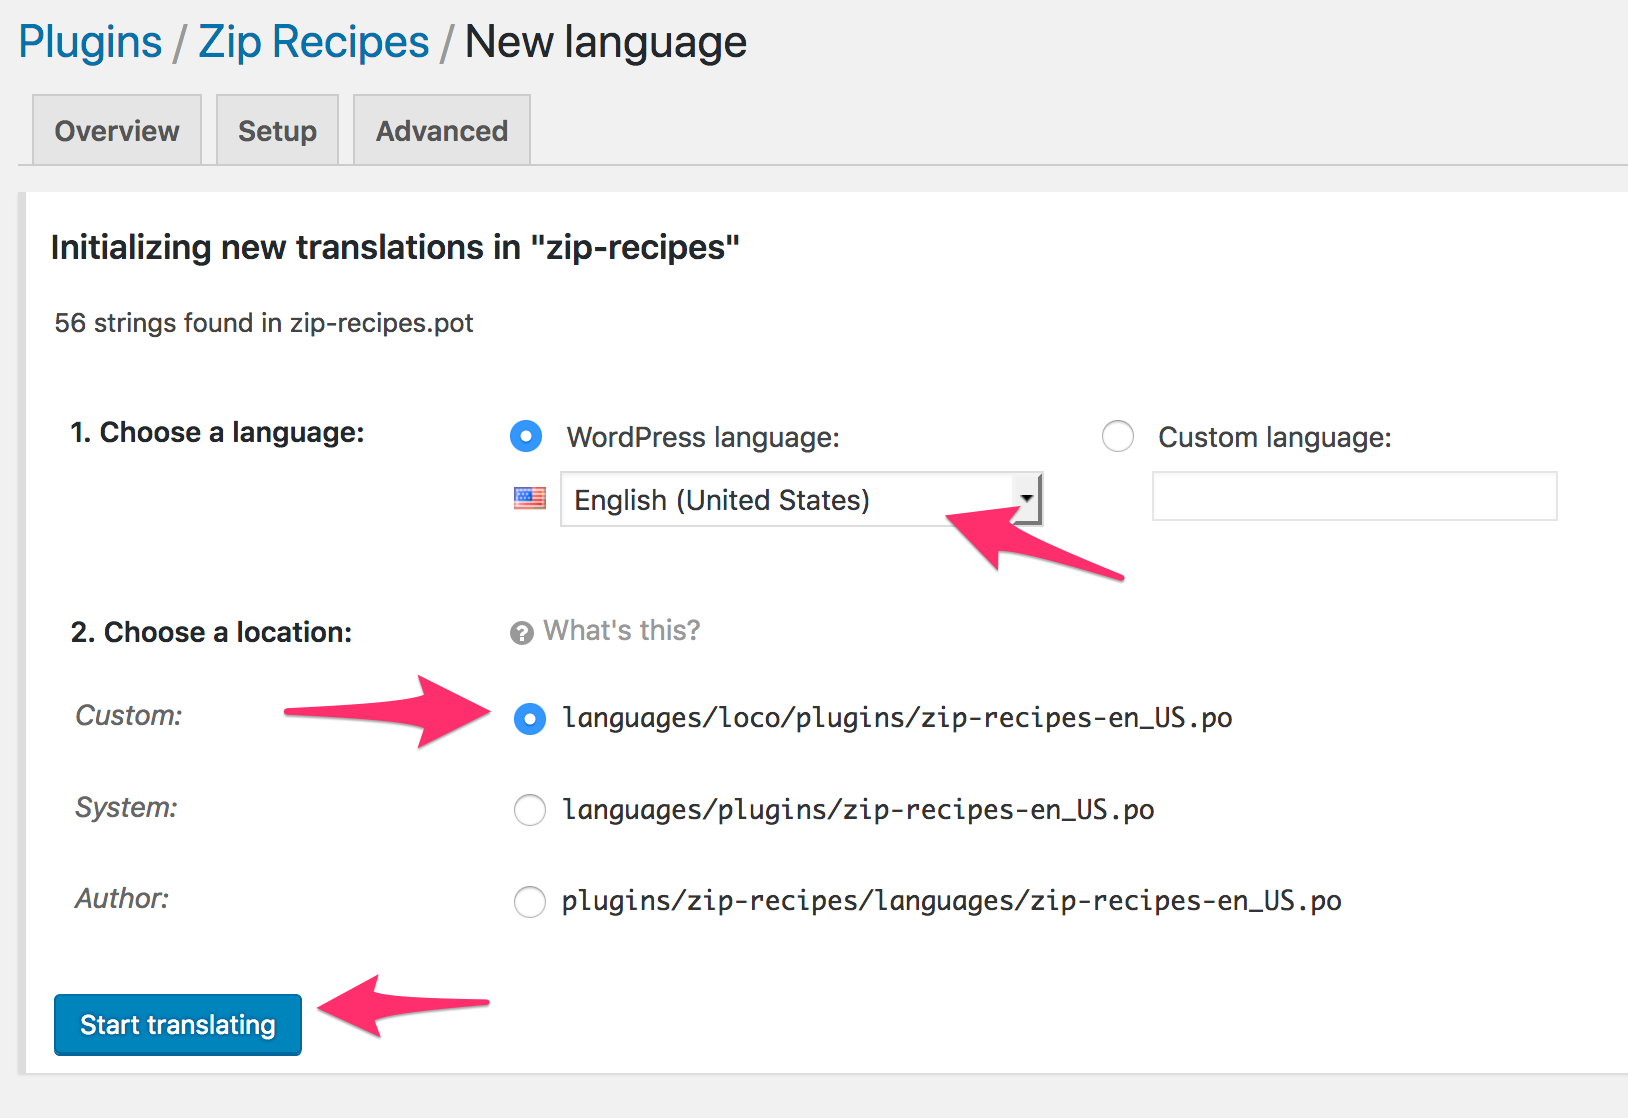 Plugins / Zip Recipes / New language
Overview Setup Advanced
Initializing new translations in "zip-recipes"
56 strings found in zip-recipes.pot
1. Choose a language: WordPress language: Custom language:
English (United States)
2. Choose a location: ? What's this?
Custom: languages/loco/plugins/zip-recipes-en_US.po
System: languages/plugins/zip-recipes-en_US.po
Author: plugins/zip-recipes/languages/zip-recipes-en_US.po
Start translating